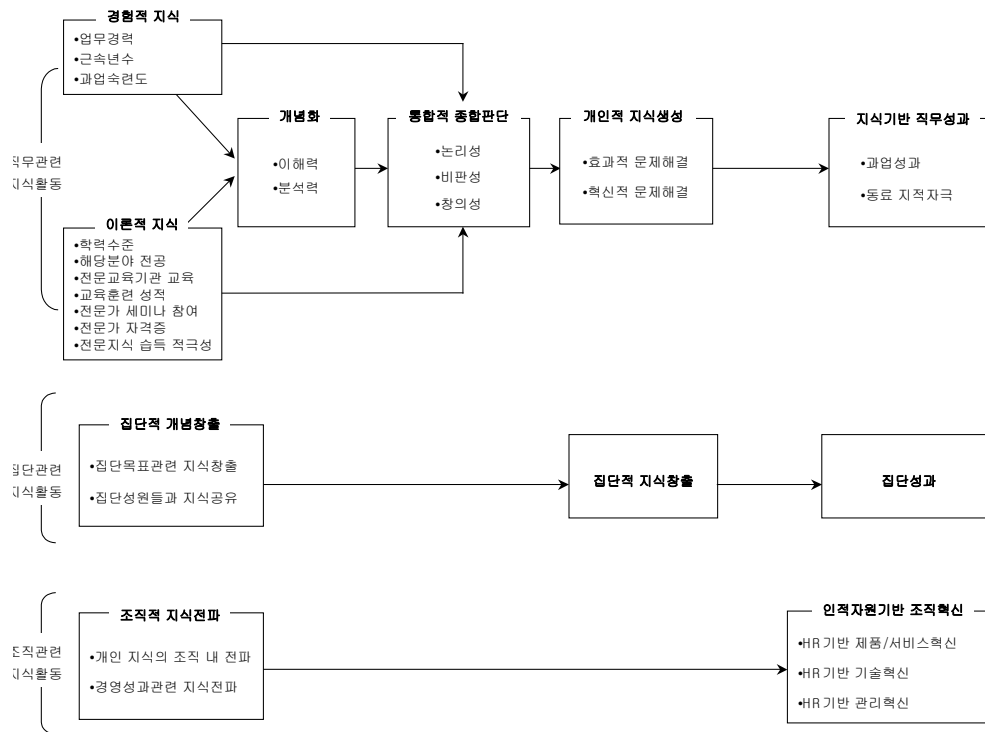 경험적 지식
•업무경력
•근속년수
•과업숙련도
직무관련
지식활동
이론적 지식
•학력수준
•해당분야 전공
•전문교육기관 교육
•교육훈련 성적
•전문가 세미나 참여
•전문가 자격증
•전문지식 습득 적극성
개념화
•이해력
•분석력
통합적 종합판단
•논리성
•비판성
•창의성
개인적 지식생성
•효과적 문제해결
•혁신적 문제해결
지식기반 직무성과
•과업성과
•동료 지적자극
집단관련
지식활동
집단적 개념창출
•집단목표관련 지식창출
•집단성원들과 지식공유
집단적 지식창출
집단성과
조직관련
지식활동
조직적 지식전파
•개인 지식의 조직 내 전파
•경영성과관련 지식전파
인적자원기반 조직혁신
•HR기반 제품/서비스혁신
•HR기반 기술혁신
•HR기반 관리혁신